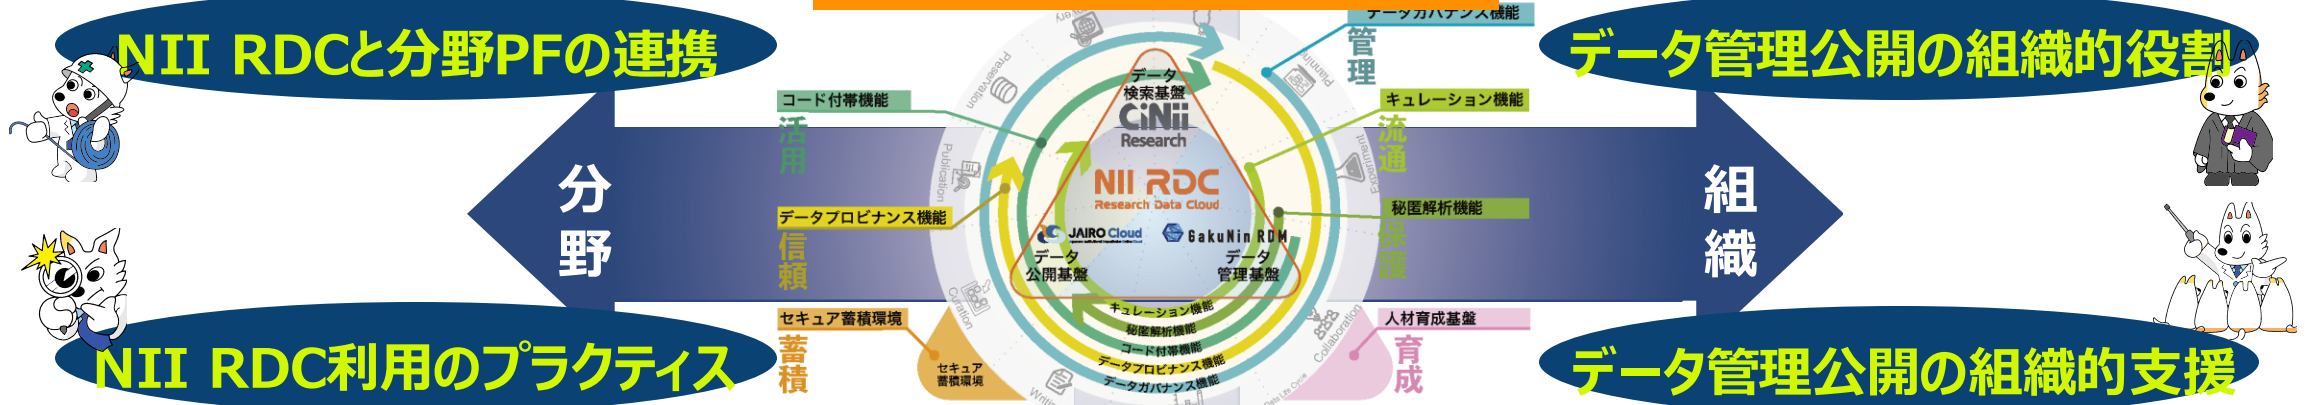 NII RDCと分野PFの連携
データガバナンス機能
管理
データ管理公開の組織的役割
コード付帯機能
活用
データ
検索基盤
CiNii
Research
キュレーション機能
流通
Preservation
Planning
Publication
Experiment
分野
NII RDC
Research Data Cloud
組織
データプロビナンス機能
信頼
秘匿解析機能
保護
JAIRO Cloud
GakuNin RDM
データ
公開基盤
データ
管理基盤
Curation
Collaboration
セキュア蓄積環境
蓄積
キュレーション機能
秘匿解析機能
コード付帯機能
データプロビナンス機能
データガバナンス機能
人材育成基盤
育成
セキュア
蓄積環境
NII RDC利用のプラクティス
データ管理公開の組織的支援